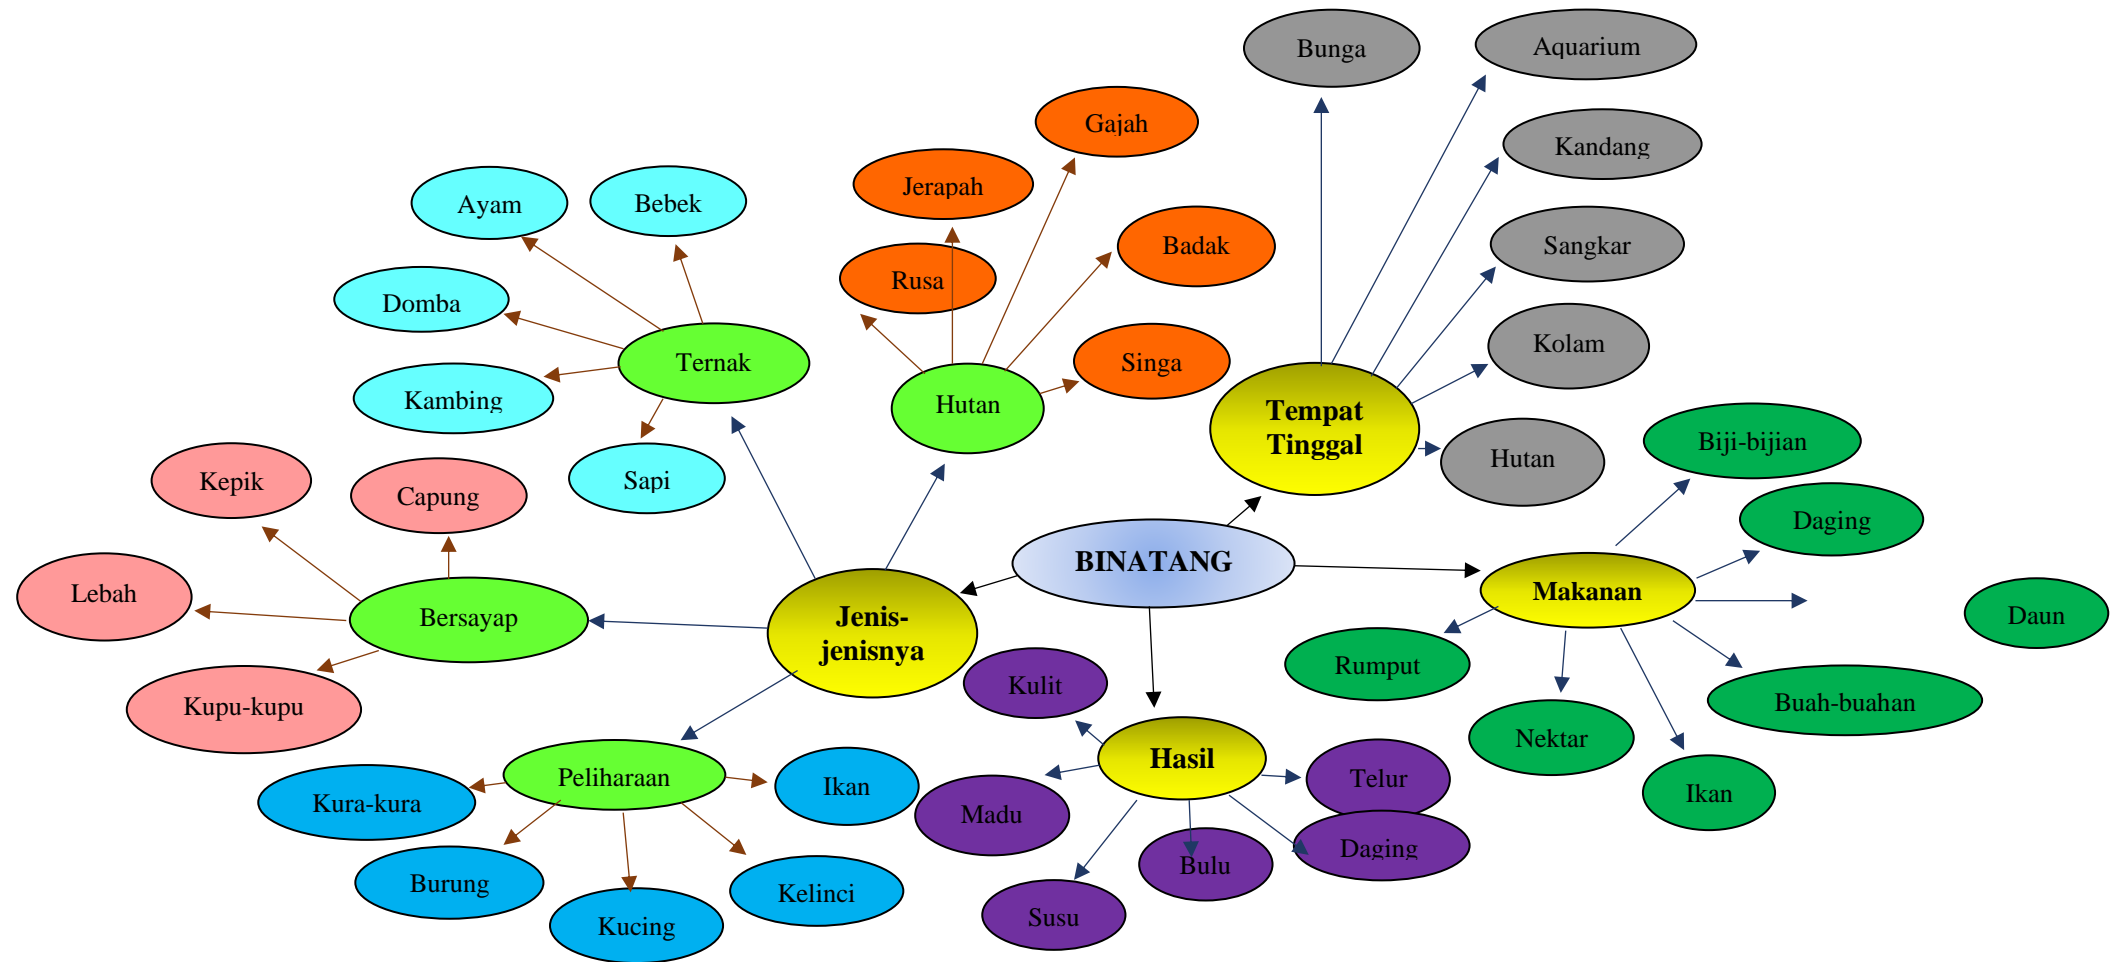 Bunga
Aquarium
Gajah
Kandang
Jerapah
Ayam
Bebek
Badak
Sangkar
Rusa
Domba
Kolam
Ternak
Singa
Kambing
Hutan
Tempat
Tinggal
Biji-bijian
Hutan
Kepik
Capung
Sapi
Daging
BINATANG
Lebah
Makanan
Bersayap
Jenis-
jenisnya
Daun
Rumput
Kulit
Kupu-kupu
Buah-buahan
Nektar
Hasil
Peliharaan
Ikan
Telur
Kura-kura
Ikan
Madu
Daging
Bulu
Burung
Kelinci
Susu
Kucing